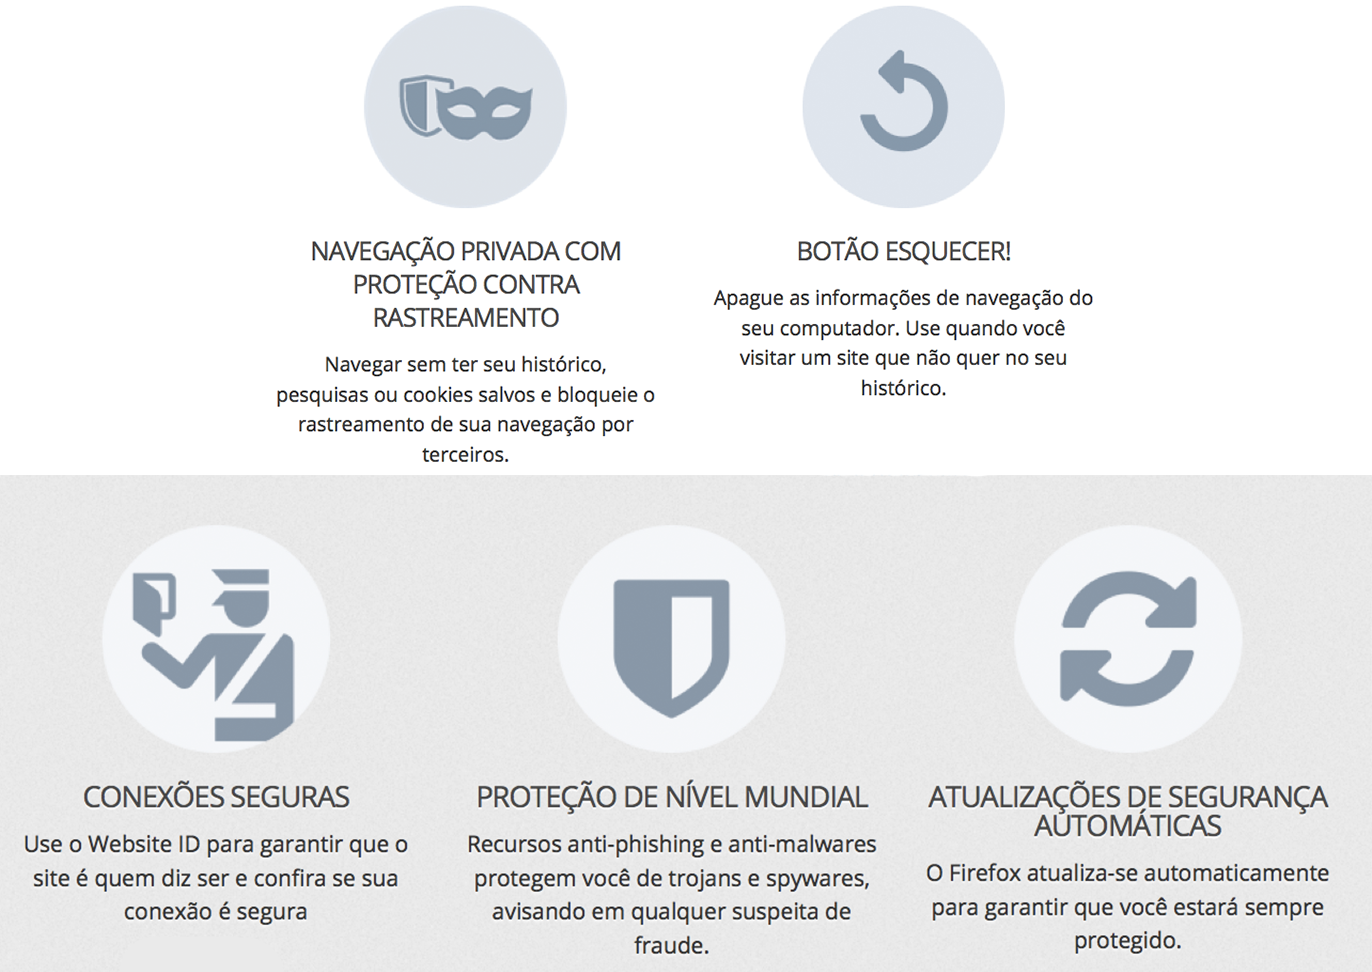 NAVEGAÇÃO PRIVADA COM
PROTEÇÃO CONTRA
RASTREAMENTO
Navegar sem ter seu histórico,
pesquisas ou cookies salvos e bloqueie o
rastreamento de sua navegação por
terceiros.
BOTÃO ESQUECER!
Apague as informações de navegação do
seu computador. Use quando você
visitar um site que não quer no seu
histórico.
CONEXÕES SEGURAS
Use o Website ID para garantir que o
site é quem diz ser e confira se sua
conexão é segura
PROTEÇÃO DE NÍVEL MUNDIAL
Recursos anti-phishing e anti-malwares
protegem você de trojans e spywares,
avisando em qualquer suspeita de
fraude.
ATUALIZAÇÕES DE SEGURANÇA
AUTOMÁTICAS
O Firefox atualiza-se automaticamente
para garantir que você estará sempre
protegido.